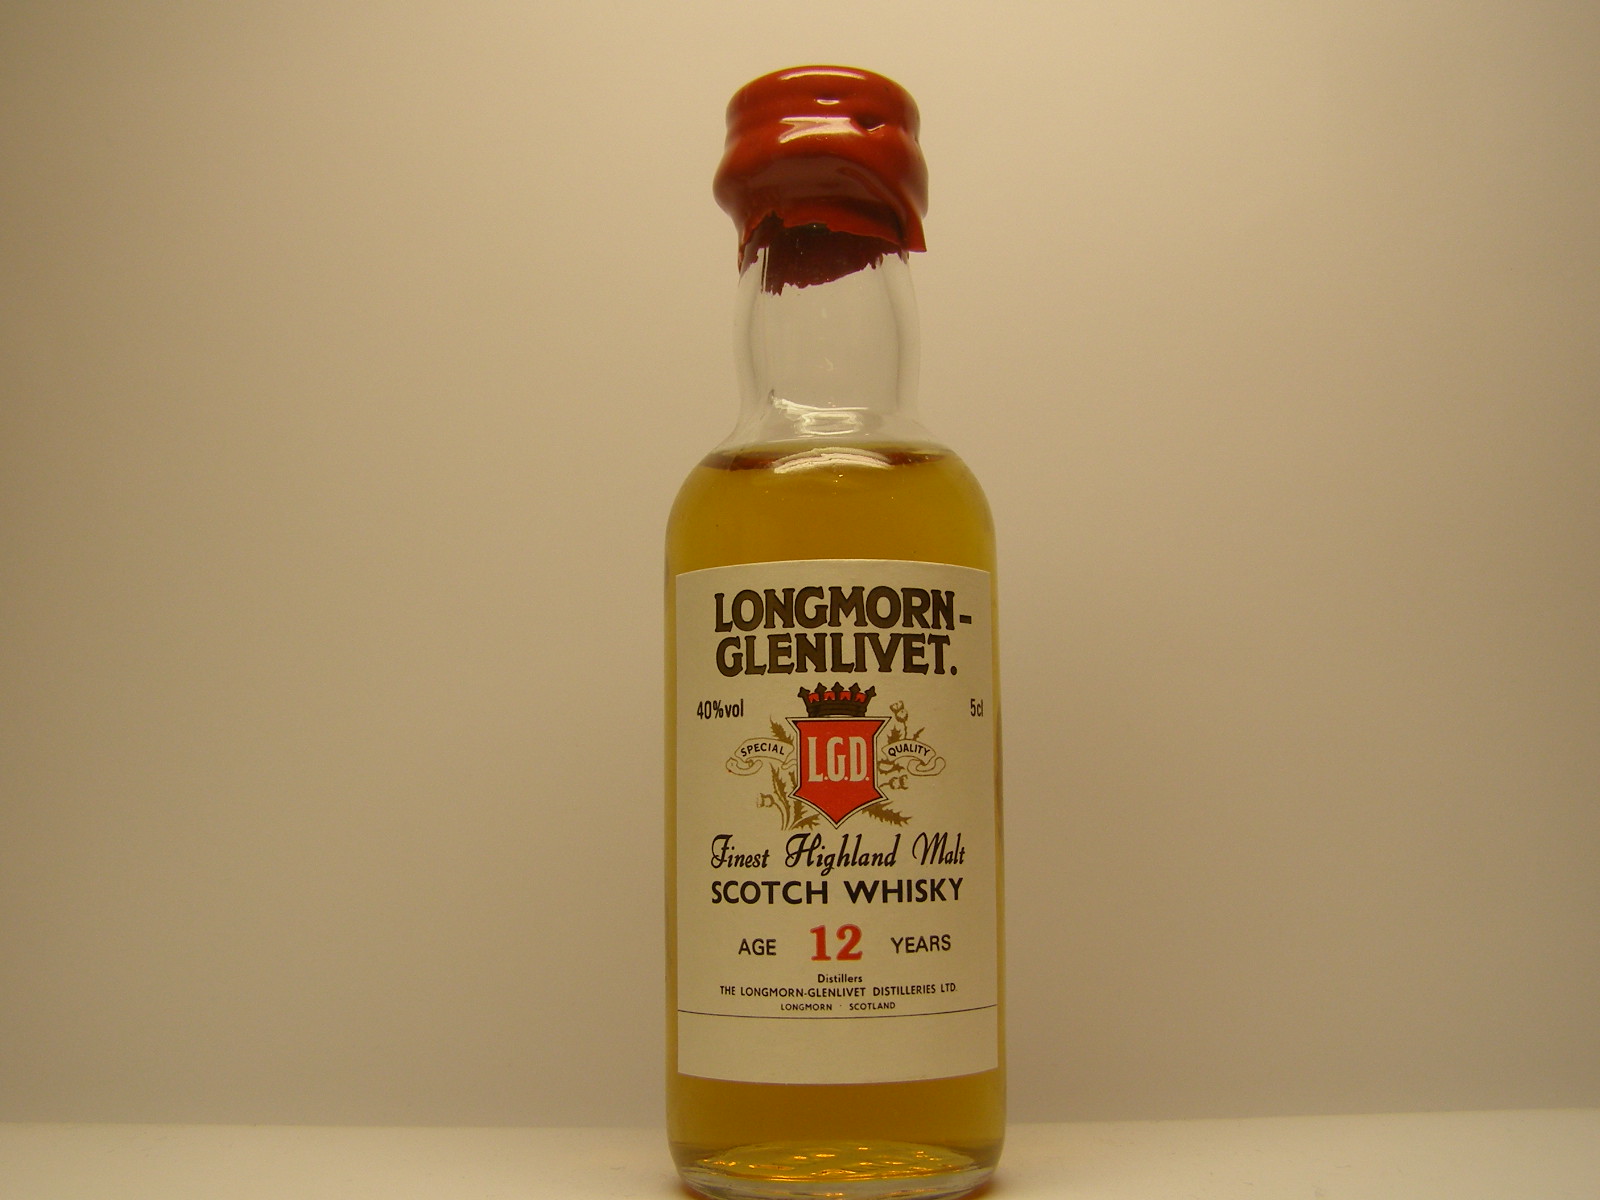 LONGMORN-
GLENLIVET.
40%vol 5cl
SPECIAL L.G.D. QUALITY
Finest Highland Malt
SCOTCH WHISKY
AGE 12 YEARS
Distillers
THE LONGMORN-GLENLIVET DISTILLERIES LTD.
LONGMORN · SCOTLAND